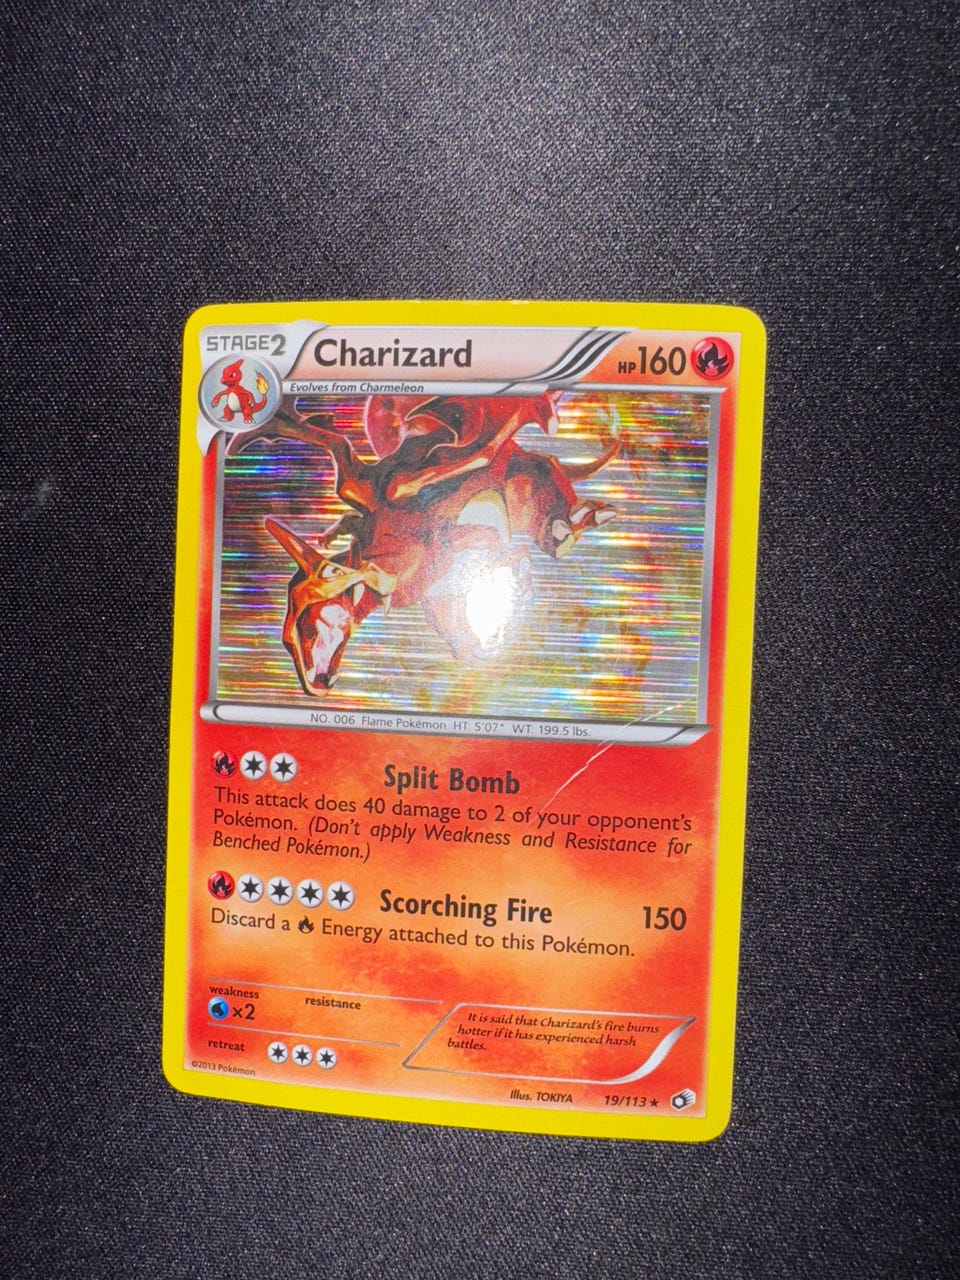 STAGE2
Charizard
HP160
Evolves from Charmeleon
NO. 006 Flame Pokémon HT: 5'07" WT: 199.5 lbs.
Split Bomb
This attack does 40 damage to 2 of your opponent's
Pokémon. (Don't apply Weakness and Resistance for
Benched Pokémon.)
Scorching Fire 150
Discard a Energy attached to this Pokémon.
weakness
×2
resistance
retreat
It is said that Charizard's fire burns
hotter if it has experienced harsh
battles.
©2013 Pokémon
Illus. TOKIYA
19/113 ★